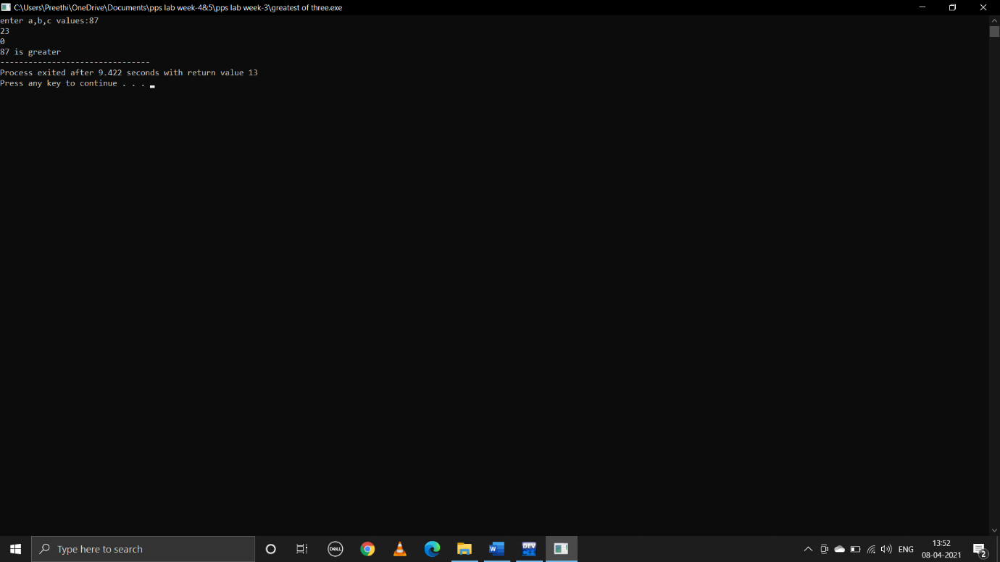 C:\Users\Preethi\OneDrive\Documents\pps lab week-4&5\pps lab week-3\greatest of three.exe
enter a,b,c values:87
23
0
87 is greater
--------------------------------
Process exited after 9.422 seconds with return value 13
Press any key to continue . . .
Type here to search
DELL
W
DEV
C++
ENG
13:52
08-04-2021
2